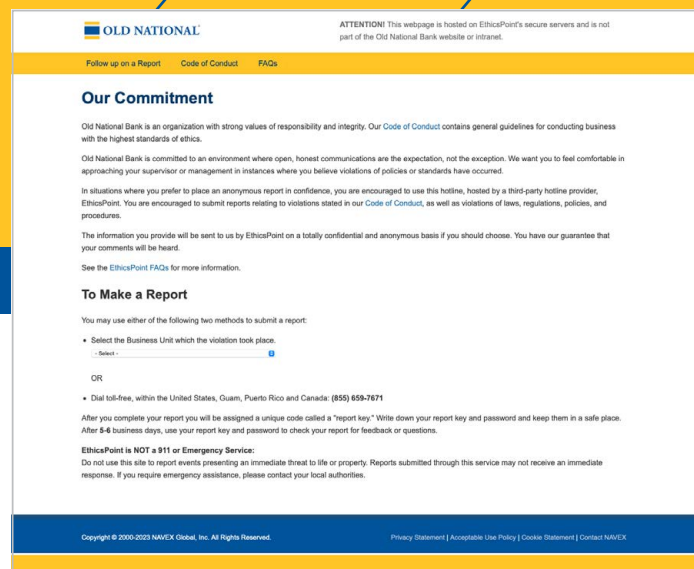 OLD NATIONAL
ATTENTION! This webpage is hosted on EthicsPoint's secure servers and is not
part of the Old National Bank website or intranet.
Follow up on a Report Code of Conduct FAQs
Our Commitment
Old National Bank is an organization with strong values of responsibility and integrity. Our Code of Conduct contains general guidelines for conducting business
with the highest standards of ethics.
Old National Bank is committed to an environment where open, honest communications are the expectation, not the exception. We want you to feel comfortable in
approaching your supervisor or management in instances where you believe violations of policies or standards have occurred.
In situations where you prefer to place an anonymous report in confidence, you are encouraged to use this hotline, hosted by a third-party hotline provider,
EthicsPoint. You are encouraged to submit reports relating to violations stated in our Code of Conduct, as well as violations of laws, regulations, policies, and
procedures.
The information you provide will be sent to us by EthicsPoint on a totally confidential and anonymous basis if you should choose. You have our guarantee that
your comments will be heard.
See the EthicsPoint FAQs for more information.
To Make a Report
You may use either of the following two methods to submit a report:
• Select the Business Unit which the violation took place.
- Select -
OR
• Dial toll-free, within the United States, Guam, Puerto Rico and Canada: (855) 659-7671
After you complete your report you will be assigned a unique code called a "report key." Write down your report key and password and keep them in a safe place.
After 5-6 business days, use your report key and password to check your report for feedback or questions.
EthicsPoint is NOT a 911 or Emergency Service:
Do not use this site to report events presenting an immediate threat to life or property. Reports submitted through this service may not receive an immediate
response. If you require emergency assistance, please contact your local authorities.
Copyright © 2000-2023 NAVEX Global, Inc. All Rights Reserved.
Privacy Statement | Acceptable Use Policy | Cookie Statement | Contact NAVEX